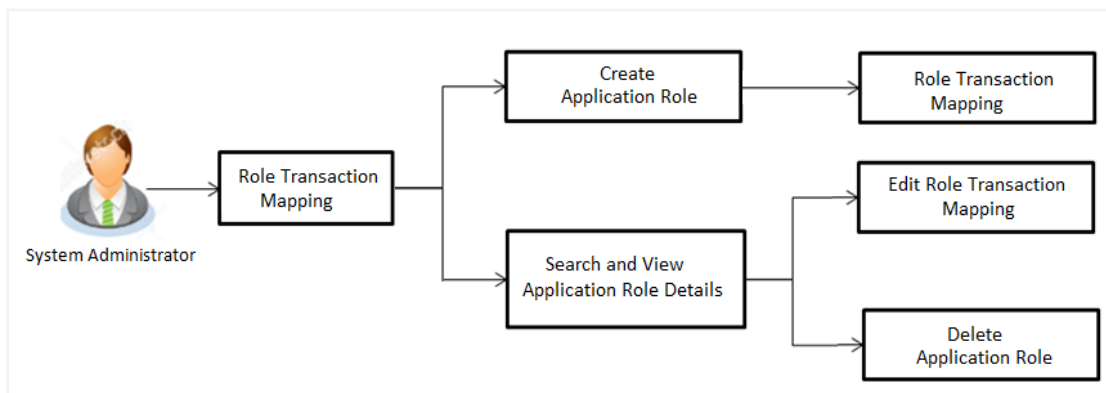 Create
Application Role
Role Transaction
Mapping
Role Transaction
Mapping
System Administrator
Edit Role Transaction
Mapping
Search and View
Application Role Details
Delete
Application Role